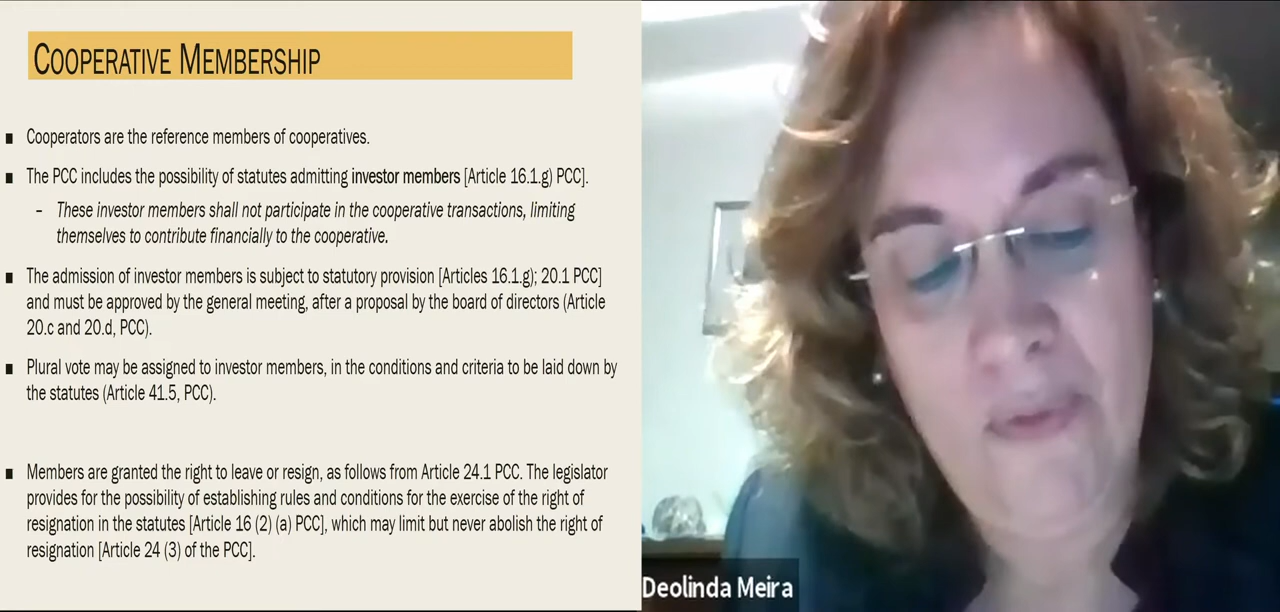 COOPERATIVE MEMBERSHIP
▪ Cooperators are the reference members of cooperatives.
▪ The PCC includes the possibility of statutes admitting investor members [Article 16.1.g) PCC].
– These investor members shall not participate in the cooperative transactions, limiting
themselves to contribute financially to the cooperative.
▪ The admission of investor members is subject to statutory provision [Articles 16.1.g); 20.1 PCC]
and must be approved by the general meeting, after a proposal by the board of directors (Article
20.c and 20.d, PCC).
▪ Plural vote may be assigned to investor members, in the conditions and criteria to be laid down by
the statutes (Article 41.5, PCC).
▪ Members are granted the right to leave or resign, as follows from Article 24.1 PCC. The legislator
provides for the possibility of establishing rules and conditions for the exercise of the right of
resignation in the statutes [Article 16 (2) (a) PCC], which may limit but never abolish the right of
resignation [Article 24 (3) of the PCC].
Deolinda Meira